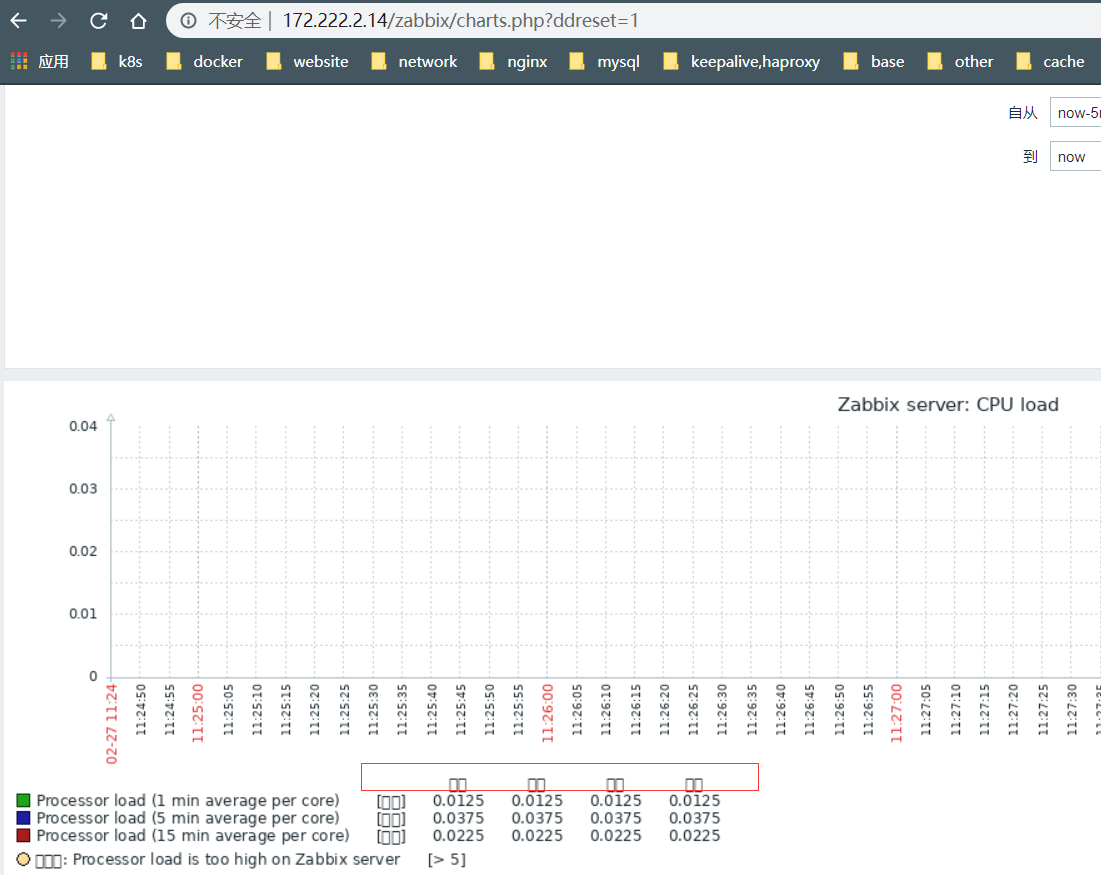 不安全 | 172.222.2.14/zabbix/charts.php?ddreset=1
应用 k8s docker website network nginx mysql keepalive,haproxy base other cache
自从 now-5
到 now
Zabbix server: CPU load
0.04
0.03
0.02
0.01
0
02-27 11:24 11:24:50 11:24:55 11:25:00 11:25:05 11:25:10 11:25:15 11:25:20 11:25:25 11:25:30 11:25:35 11:25:40 11:25:45 11:25:50 11:25:55 11:26:00 11:26:05 11:26:10 11:26:15 11:26:20 11:26:25 11:26:30 11:26:35 11:26:40 11:26:45 11:26:50 11:26:55 11:27:00 11:27:05 11:27:10 11:27:15 11:27:20 11:27:25 11:27:30
□□ □□ □□ □□
Processor load (1 min average per core) [□□] 0.0125 0.0125 0.0125 0.0125
Processor load (5 min average per core) [□□] 0.0375 0.0375 0.0375 0.0375
Processor load (15 min average per core) [□□] 0.0225 0.0225 0.0225 0.0225
□□□: Processor load is too high on Zabbix server [> 5]